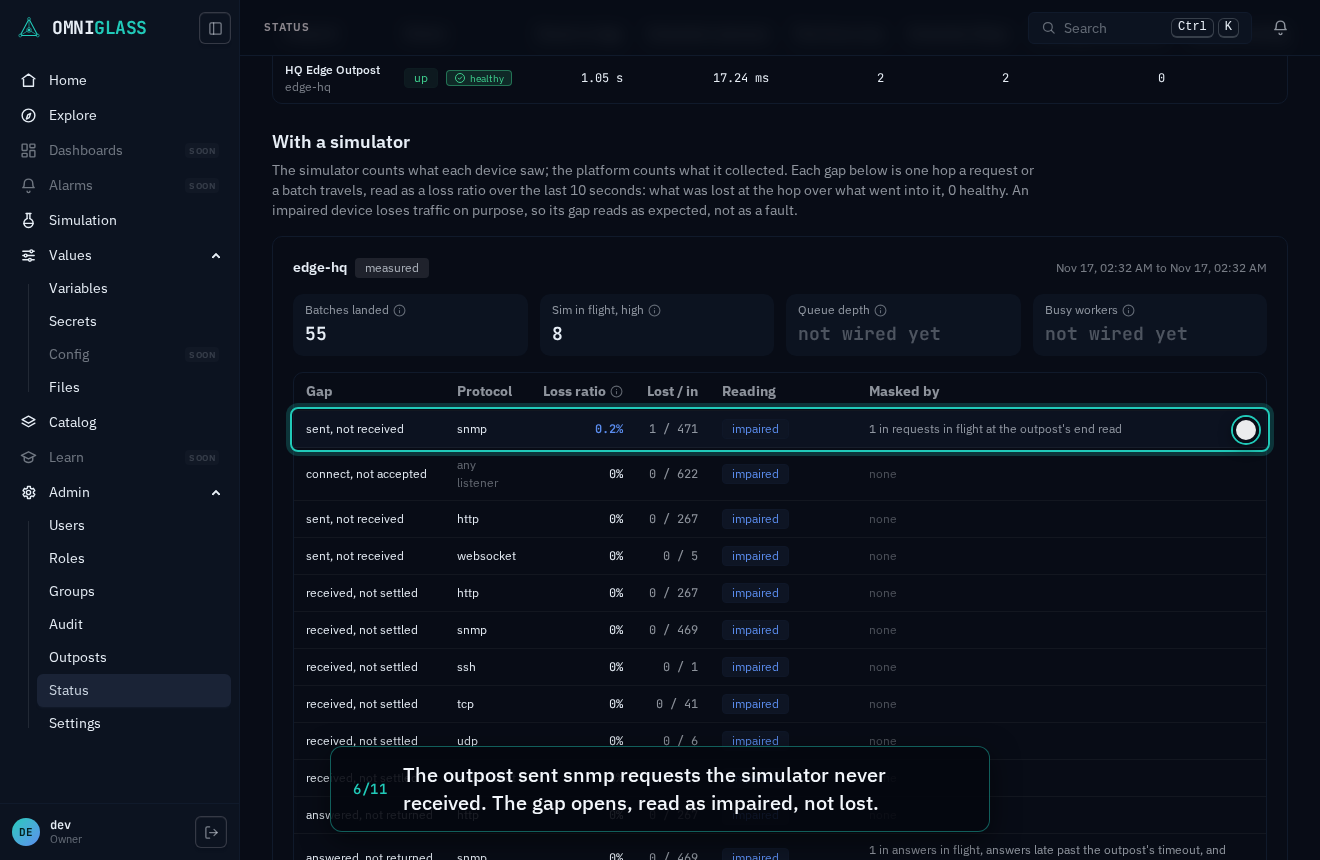 OMNIGLASS
STATUS
Search
Ctrl K
Home
Explore
Dashboards SOON
Alarms SOON
Simulation
Values
Variables
Secrets
Config SOON
Files
Catalog
Learn SOON
Admin
Users
Roles
Groups
Audit
Outposts
Status
Settings
DE dev
Owner
HQ Edge Outpost
edge-hq
up healthy 1.05 s 17.24 ms 2 2 0
With a simulator
The simulator counts what each device saw; the platform counts what it collected. Each gap below is one hop a request or
a batch travels, read as a loss ratio over the last 10 seconds: what was lost at the hop over what went into it, 0 healthy. An
impaired device loses traffic on purpose, so its gap reads as expected, not as a fault.
edge-hq measured Nov 17, 02:32 AM to Nov 17, 02:32 AM
Batches landed
55
Sim in flight, high
8
Queue depth
not wired yet
Busy workers
not wired yet
Gap Protocol Loss ratio Lost / in Reading Masked by
sent, not received snmp 0.2% 1 / 471 impaired 1 in requests in flight at the outpost's end read
connect, not accepted any listener 0% 0 / 622 impaired none
sent, not received http 0% 0 / 267 impaired none
sent, not received websocket 0% 0 / 5 impaired none
received, not settled http 0% 0 / 267 impaired none
received, not settled snmp 0% 0 / 469 impaired none
received, not settled ssh 0% 0 / 1 impaired none
received, not settled tcp 0% 0 / 41 impaired none
received, not settled udp 0% 0 / 6 impaired none
6/11 The outpost sent snmp requests the simulator never
received. The gap opens, read as impaired, not lost.
answered, not returned http 0% 0 / 267
answered, not returned snmp 0% 0 / 469 impaired 1 in answers in flight, answers late past the outpost's timeout, and